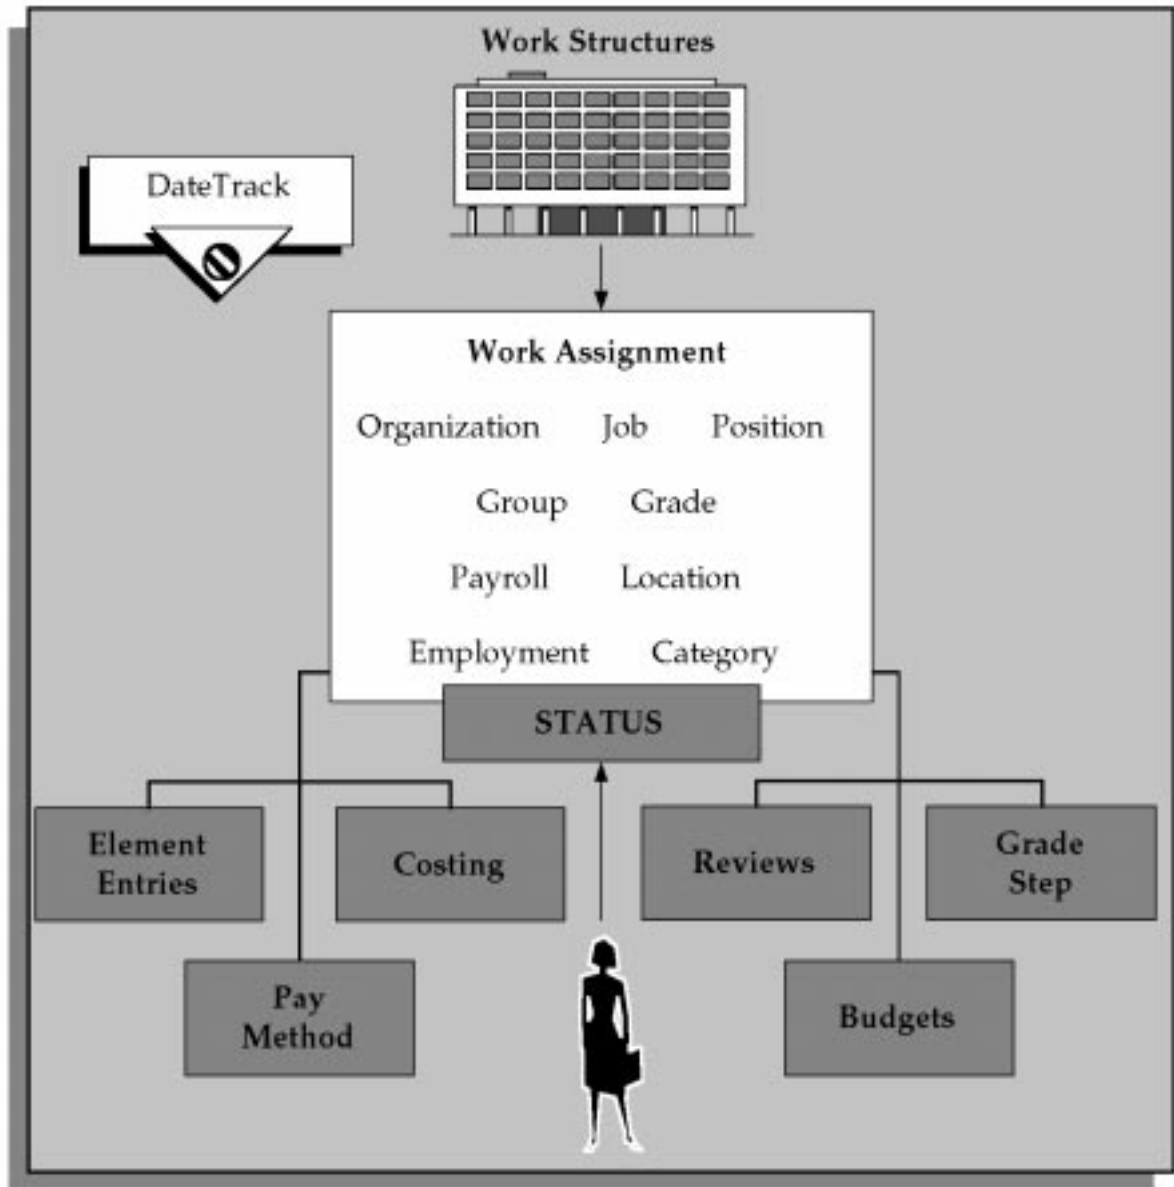 Work Structures
DateTrack
Work Assignment
Organization Job Position
Group Grade
Payroll Location
Employment Category
STATUS
Element
Entries
Costing
Reviews
Grade
Step
Pay
Method
Budgets